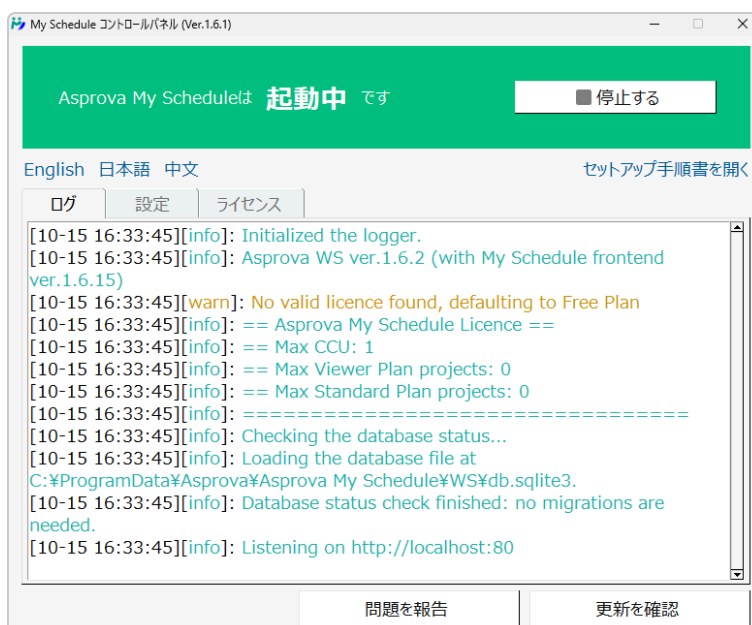 My Schedule コントロールパネル (Ver.1.6.1)
Asprova My Scheduleは 起動中 です
停止する
English 日本語 中文
セットアップ手順書を開く
ログ 設定 ライセンス
[10-15 16:33:45][info]: Initialized the logger.
[10-15 16:33:45][info]: Asprova WS ver.1.6.2 (with My Schedule frontend
ver.1.6.15)
[10-15 16:33:45][warn]: No valid licence found, defaulting to Free Plan
[10-15 16:33:45][info]: == Asprova My Schedule Licence ==
[10-15 16:33:45][info]: == Max CCU: 1
[10-15 16:33:45][info]: == Max Viewer Plan projects: 0
[10-15 16:33:45][info]: == Max Standard Plan projects: 0
[10-15 16:33:45][info]: =================================
[10-15 16:33:45][info]: Checking the database status...
[10-15 16:33:45][info]: Loading the database file at
C:¥ProgramData¥Asprova¥Asprova My Schedule¥WS¥db.sqlite3.
[10-15 16:33:45][info]: Database status check finished: no migrations are
needed.
[10-15 16:33:45][info]: Listening on http://localhost:80
問題を報告
更新を確認